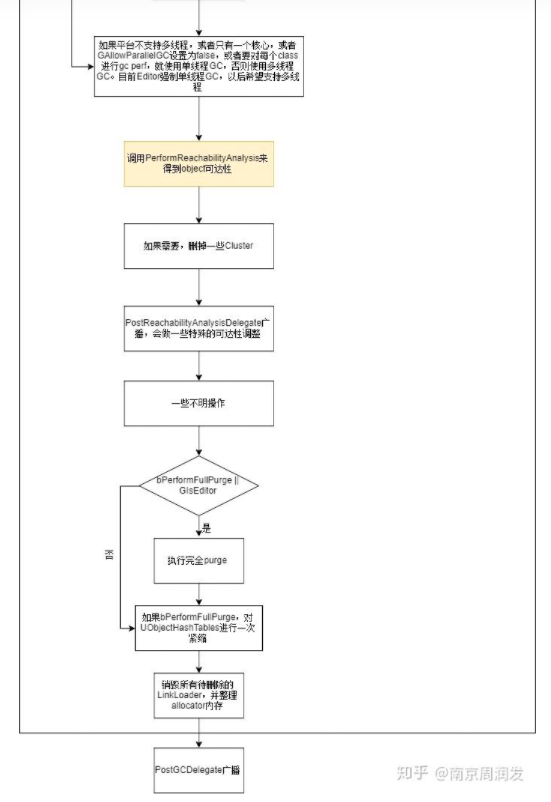 如果平台不支持多线程，或者只有一个核心，或者
GAllowParallelGC设置为false，或者要对每个class
进行gc perf，就使用单线程GC，否则使用多线程
GC。目前Editor强制单线程GC，以后希望支持多线
程
调用PerformReachabilityAnalysis来
得到object可达性
如果需要，删掉一些Cluster
PostReachabilityAnalysisDelegate广
播，会做一些特殊的可达性调整
一些不明操作
bPerformFullPurge ||
GIsEditor
是
否
执行完全purge
如果bPerformFullPurge，对
UObjectHashTables进行一次
紧缩
销毁所有待删除的
LinkLoader，并整理
allocator内存
PostGCDelegate广播
知乎 @南京周润发